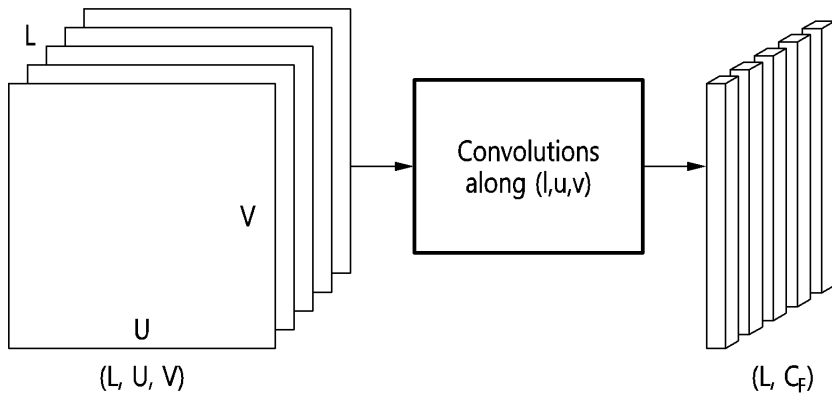 L
V
U
(L, U, V)
Convolutions
along (l,u,v)
(L, C_F)